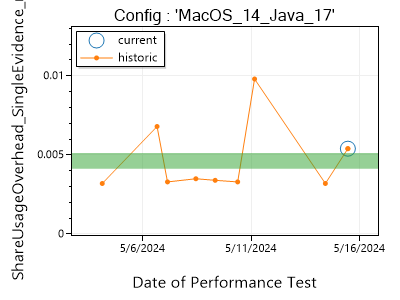 Config : 'MacOS_14_Java_17'
current
historic
ShareUsageOverhead_SingleEvidence_
0.01
0.005
0
5/6/2024
5/11/2024
5/16/2024
Date of Performance Test